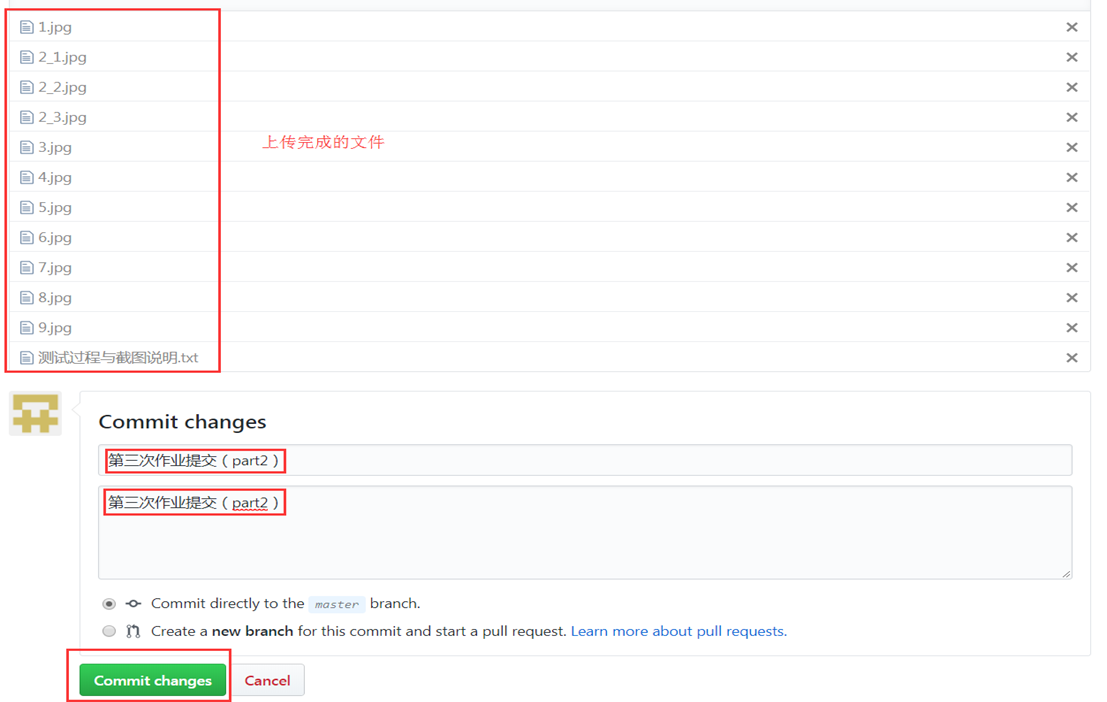 1.jpg
2_1.jpg
2_2.jpg
2_3.jpg
上传完成的文件
3.jpg
4.jpg
5.jpg
6.jpg
7.jpg
8.jpg
9.jpg
测试过程与截图说明.txt
Commit changes
第三次作业提交（part2）
第三次作业提交（part2）
Commit directly to the master branch.
Create a new branch for this commit and start a pull request. Learn more about pull requests.
Commit changes Cancel